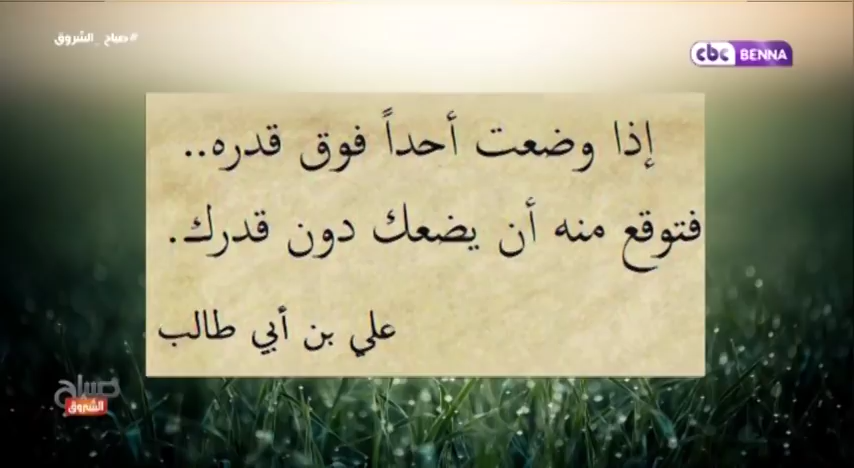 #صباح_الشروق
cbc BENNA
إذا وضعت أحداً فوق قدره..
فتوقع منه أن يضعك دون قدرك.
علي بن أبي طالب
صباح
الشروق